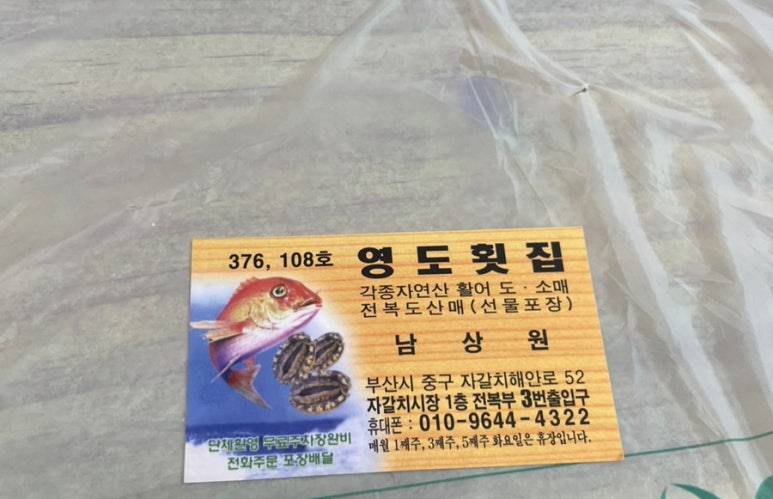 376, 108호 영도횟집
각종자연산 활어 도·소매
전복도산매(선물포장)
남 상 원
부산시 중구 자갈치해안로 52
자갈치시장 1층 전복부 3번출입구
휴대폰 : 010-9644-4322
매월 1째주, 3째주, 5째주 화요일은 휴장입니다.
단체환영 무료주차장완비
전화주문 포장배달